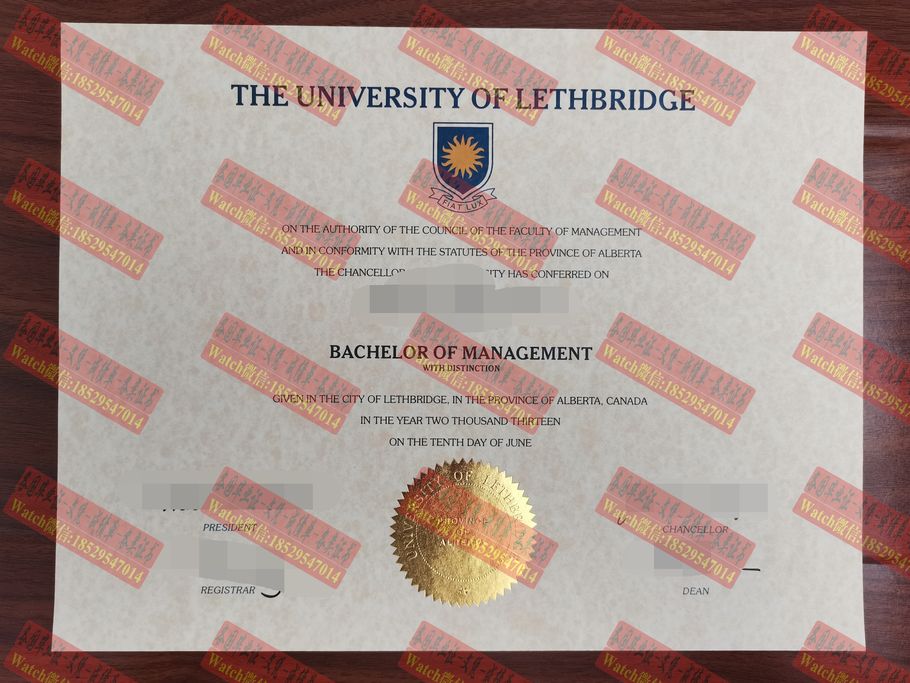 THE UNIVERSITY OF LETHBRIDGE
FIAT LUX
ON THE AUTHORITY OF THE COUNCIL OF THE FACULTY OF MANAGEMENT
AND IN CONFORMITY WITH THE STATUTES OF THE PROVINCE OF ALBERTA
THE CHANCELLOR HAS CONFERRED ON
BACHELOR OF MANAGEMENT
WITH DISTINCTION
GIVEN IN THE CITY OF LETHBRIDGE, IN THE PROVINCE OF ALBERTA, CANADA
IN THE YEAR TWO THOUSAND THIRTEEN
ON THE TENTH DAY OF JUNE
PRESIDENT
CHANCELLOR
REGISTRAR
DEAN
Watch微信:18529547014